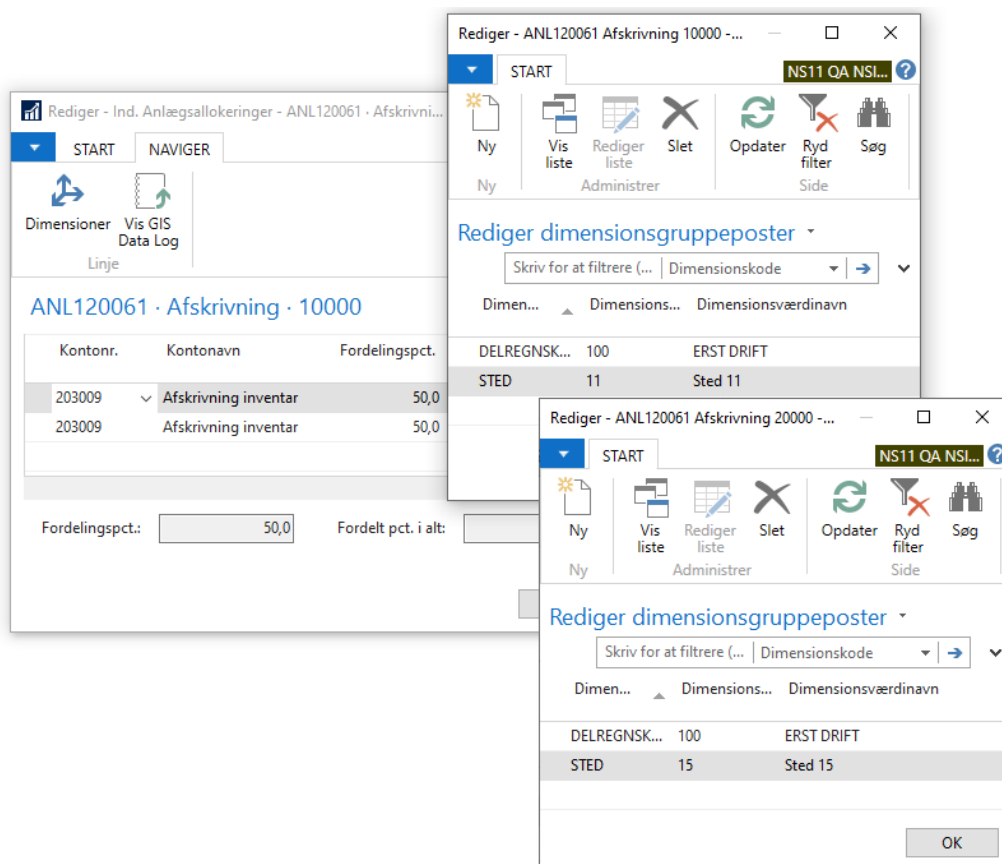 Rediger - Ind. Anlægsallokeringer - ANL120061 · Afskrivni...
START NAVIGER
Dimensioner Vis GIS
Data Log
Linje
ANL120061 · Afskrivning · 10000
Kontonr. Kontonavn Fordelingspct.
203009 Afskrivning inventar 50,0
203009 Afskrivning inventar 50,0
Fordelingspct.: 50,0 Fordelt pct. i alt:
Rediger - ANL120061 Afskrivning 10000 -...
START NS11 QA NSI... ?
Ny Vis Rediger Slet Opdater Ryd Søg
liste liste filter
Ny Administrer Side
Rediger dimensionsgruppeposter
Skriv for at filtrere (... Dimensionskode
Dimen... Dimensions... Dimensionsværdinavn
DELREGNSK... 100 ERST DRIFT
STED 11 Sted 11
Rediger - ANL120061 Afskrivning 20000 -...
START NS11 QA NSI... ?
Ny Vis Rediger Slet Opdater Ryd Søg
liste liste filter
Ny Administrer Side
Rediger dimensionsgruppeposter
Skriv for at filtrere (... Dimensionskode
Dimen... Dimensions... Dimensionsværdinavn
DELREGNSK... 100 ERST DRIFT
STED 15 Sted 15
OK